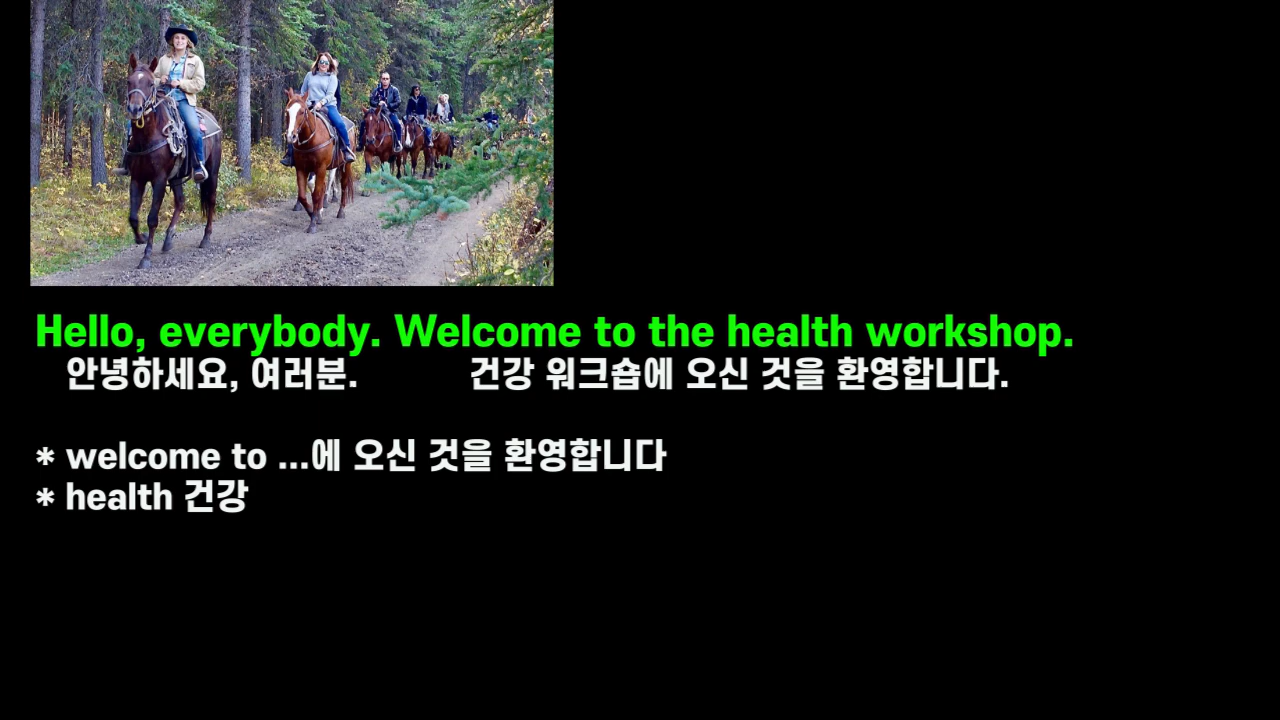 Hello, everybody. Welcome to the health workshop.
안녕하세요, 여러분. 건강 워크숍에 오신 것을 환영합니다.
* welcome to ...에 오신 것을 환영합니다
* health 건강